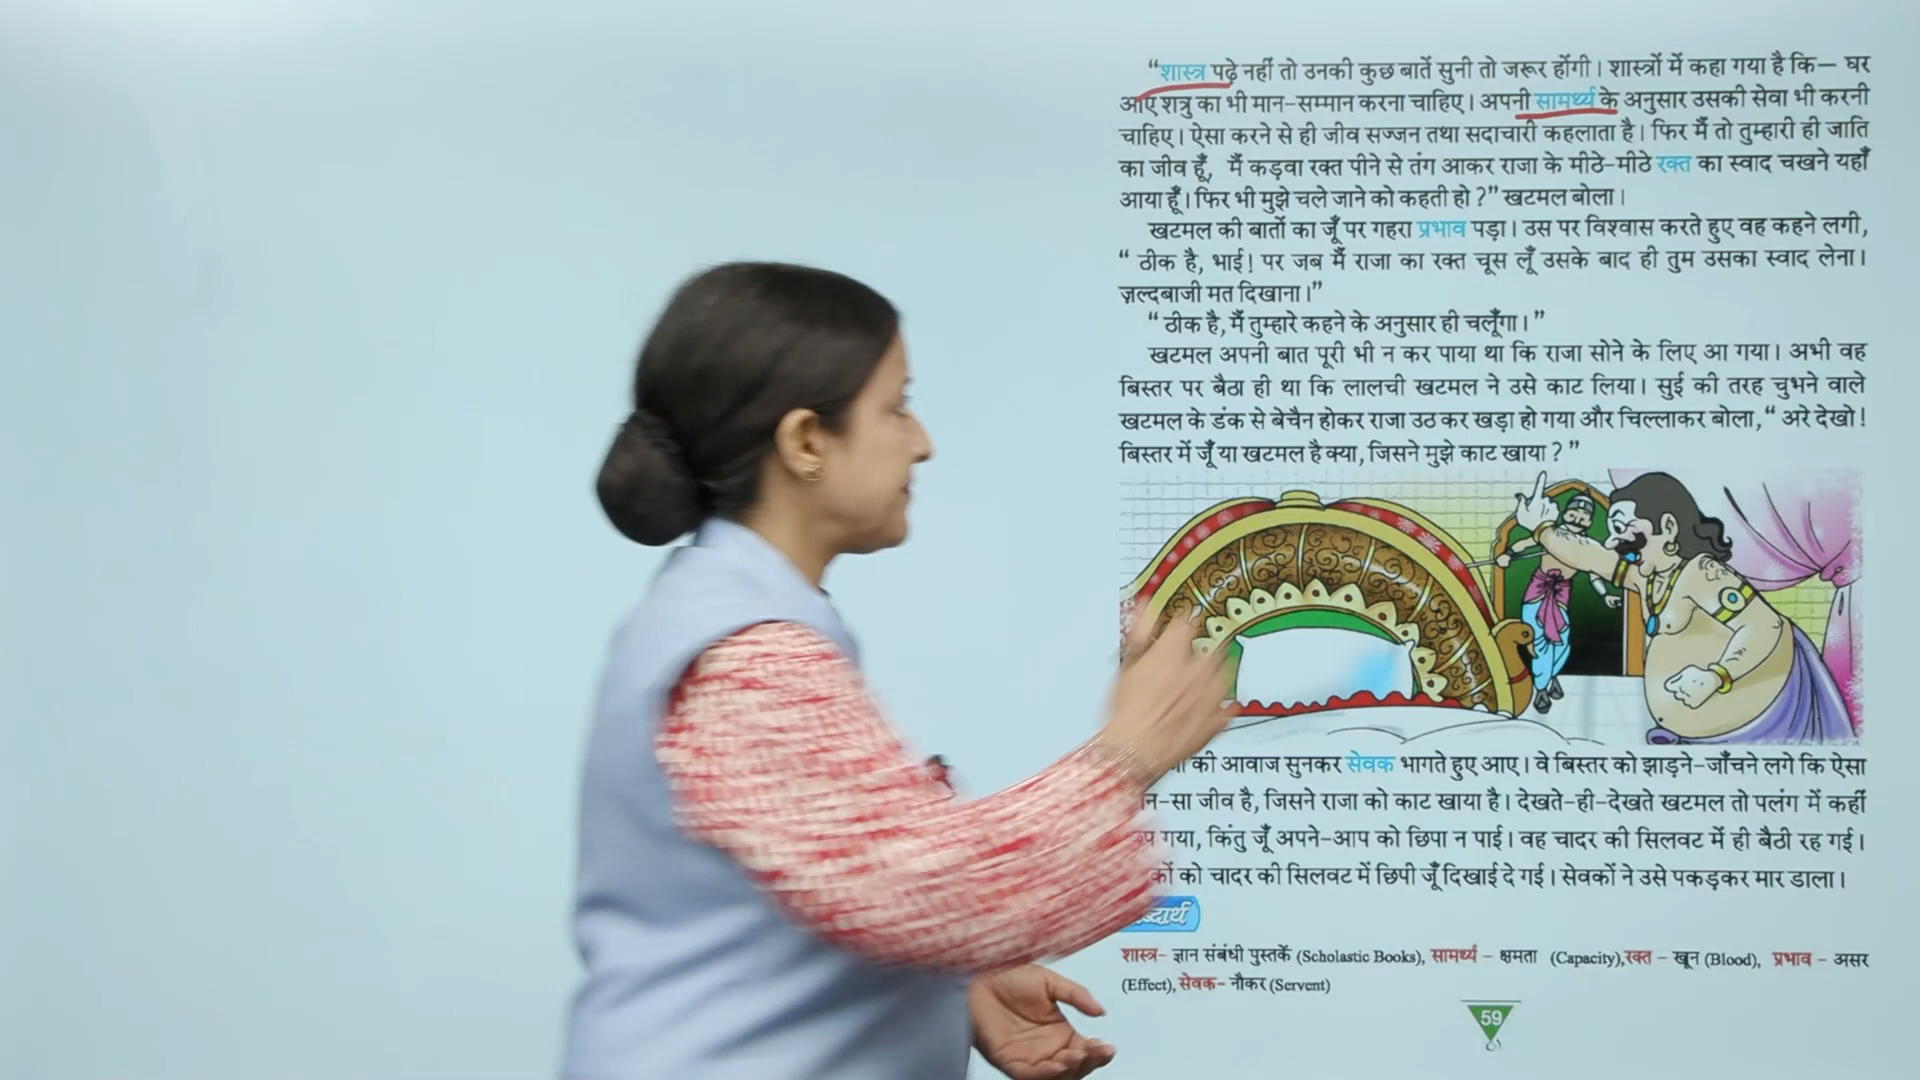 “शास्त्र पढ़े नहीं तो उनकी कुछ बातें सुनी तो जरूर होंगी। शास्त्रों में कहा गया है कि— घर
आए शत्रु का भी मान-सम्मान करना चाहिए। अपनी सामर्थ्य के अनुसार उसकी सेवा भी करनी
चाहिए। ऐसा करने से ही जीव सज्जन तथा सदाचारी कहलाता है। फिर मैं तो तुम्हारी ही जाति
का जीव हूँ, मैं कड़वा रक्त पीने से तंग आकर राजा के मीठे-मीठे रक्त का स्वाद चखने यहाँ
आया हूँ। फिर भी मुझे चले जाने को कहती हो?” खटमल बोला।
खटमल की बातों का जूँ पर गहरा प्रभाव पड़ा। उस पर विश्वास करते हुए वह कहने लगी,
“ ठीक है, भाई! पर जब मैं राजा का रक्त चूस लूँ उसके बाद ही तुम उसका स्वाद लेना।
ज़ल्दबाजी मत दिखाना।”
“ ठीक है, मैं तुम्हारे कहने के अनुसार ही चलूँगा।”
खटमल अपनी बात पूरी भी न कर पाया था कि राजा सोने के लिए आ गया। अभी वह
बिस्तर पर बैठा ही था कि लालची खटमल ने उसे काट लिया। सुई की तरह चुभने वाले
खटमल के डंक से बेचैन होकर राजा उठ कर खड़ा हो गया और चिल्लाकर बोला, “ अरे देखो!
बिस्तर में जूँ या खटमल है क्या, जिसने मुझे काट खाया?”
की आवाज सुनकर सेवक भागते हुए आए। वे बिस्तर को झाड़ने-जाँचने लगे कि ऐसा
न-सा जीव है, जिसने राजा को काट खाया है। देखते-ही-देखते खटमल तो पलंग में कहीं
गया, किंतु जूँ अपने-आप को छिपा न पाई। वह चादर की सिलवट में ही बैठी रह गई।
को चादर की सिलवट में छिपी जूँ दिखाई दे गई। सेवकों ने उसे पकड़कर मार डाला।
शास्त्र- ज्ञान संबंधी पुस्तकें (Scholastic Books), सामर्थ्य - क्षमता (Capacity), रक्त - खून (Blood), प्रभाव - असर
(Effect), सेवक- नौकर (Servent)
59